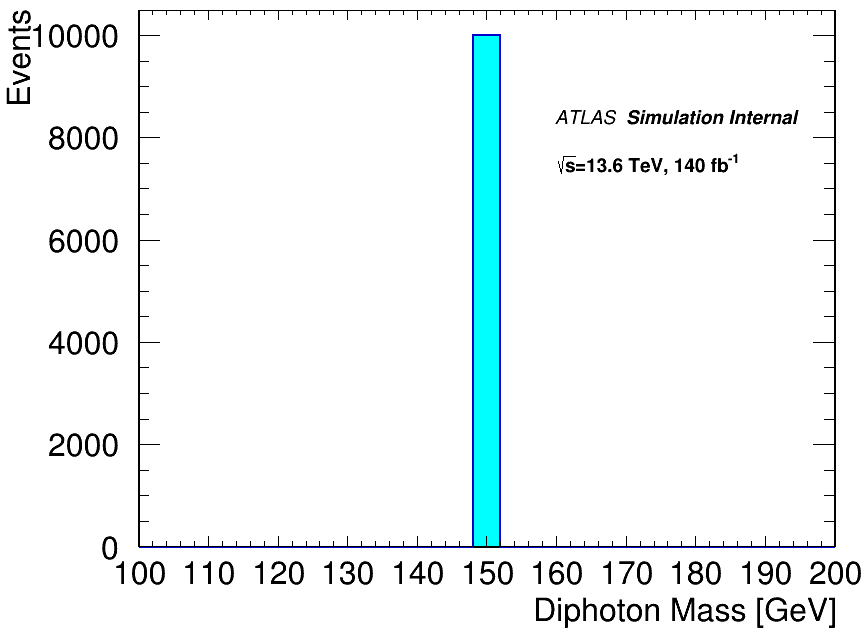 Events
10000
8000
6000
4000
2000
0
ATLAS Simulation Internal
√s=13.6 TeV, 140 fb⁻¹
100 110 120 130 140 150 160 170 180 190 200
Diphoton Mass [GeV]